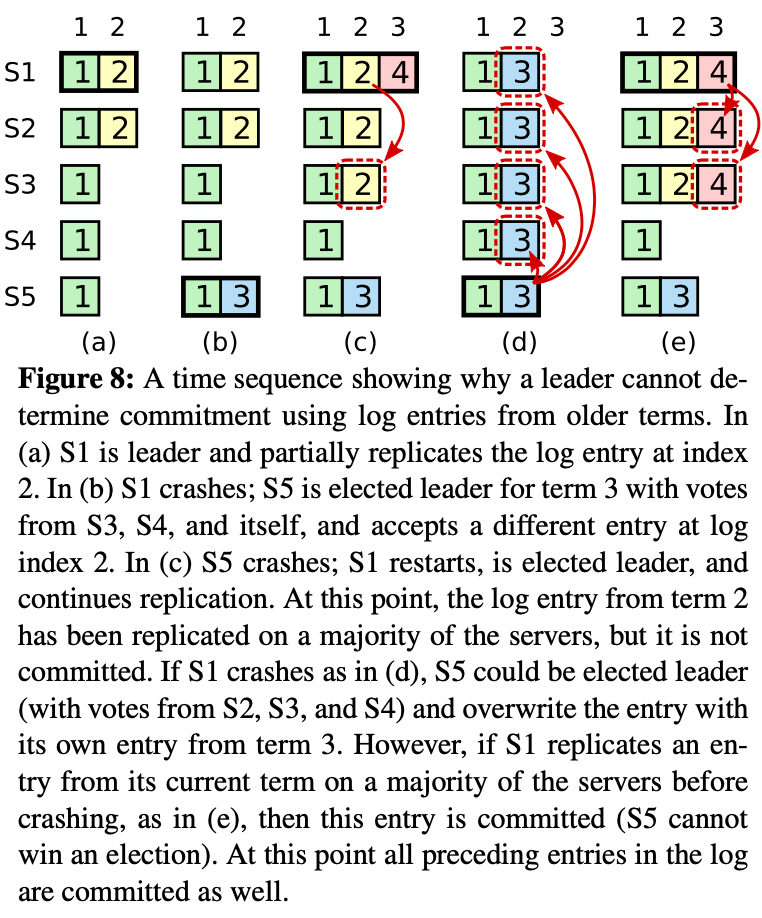 1 2 1 2 1 2 3 1 2 3 1 2 3
S1 1 2 1 2 1 2 4 1 3 1 2 4
S2 1 2 1 2 1 2 1 3 1 2 4
S3 1 1 1 2 1 3 1 2 4
S4 1 1 1 1 3 1
S5 1 1 3 1 3 1 3 1 3
(a) (b) (c) (d) (e)
Figure 8: A time sequence showing why a leader cannot de-
termine commitment using log entries from older terms. In
(a) S1 is leader and partially replicates the log entry at index
2. In (b) S1 crashes; S5 is elected leader for term 3 with votes
from S3, S4, and itself, and accepts a different entry at log
index 2. In (c) S5 crashes; S1 restarts, is elected leader, and
continues replication. At this point, the log entry from term 2
has been replicated on a majority of the servers, but it is not
committed. If S1 crashes as in (d), S5 could be elected leader
(with votes from S2, S3, and S4) and overwrite the entry with
its own entry from term 3. However, if S1 replicates an en-
try from its current term on a majority of the servers before
crashing, as in (e), then this entry is committed (S5 cannot
win an election). At this point all preceding entries in the log
are committed as well.